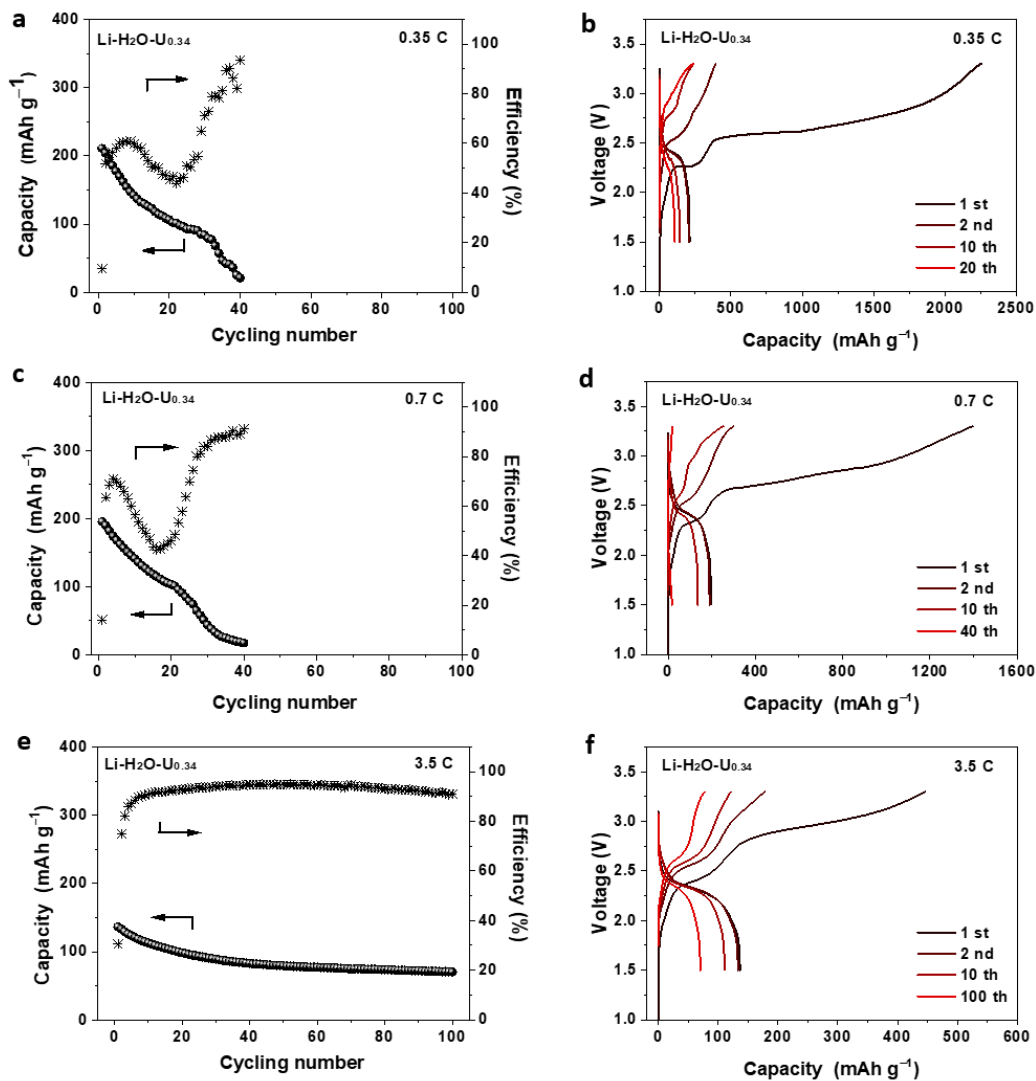 a
Li-H2O-U0.34
0.35 C
400
300
200
100
0
100
80
60
40
20
0
0 20 40 60 80 100
Capacity (mAh g⁻¹)
Efficiency (%)
Cycling number
b
Li-H2O-U0.34
0.35 C
3.5
3.0
2.5
2.0
1.5
1.0
0 500 1000 1500 2000 2500
Voltage (V)
Capacity (mAh g⁻¹)
1 st
2 nd
10 th
20 th
c
Li-H2O-U0.34
0.7 C
400
300
200
100
0
100
80
60
40
20
0
0 20 40 60 80 100
Capacity (mAh g⁻¹)
Efficiency (%)
Cycling number
d
Li-H2O-U0.34
0.7 C
3.5
3.0
2.5
2.0
1.5
1.0
0 400 800 1200 1600
Voltage (V)
Capacity (mAh g⁻¹)
1 st
2 nd
10 th
40 th
e
Li-H2O-U0.34
3.5 C
400
300
200
100
0
100
80
60
40
20
0
0 20 40 60 80 100
Capacity (mAh g⁻¹)
Efficiency (%)
Cycling number
f
Li-H2O-U0.34
3.5 C
3.5
3.0
2.5
2.0
1.5
1.0
0 100 200 300 400 500 600
Voltage (V)
Capacity (mAh g⁻¹)
1 st
2 nd
10 th
100 th